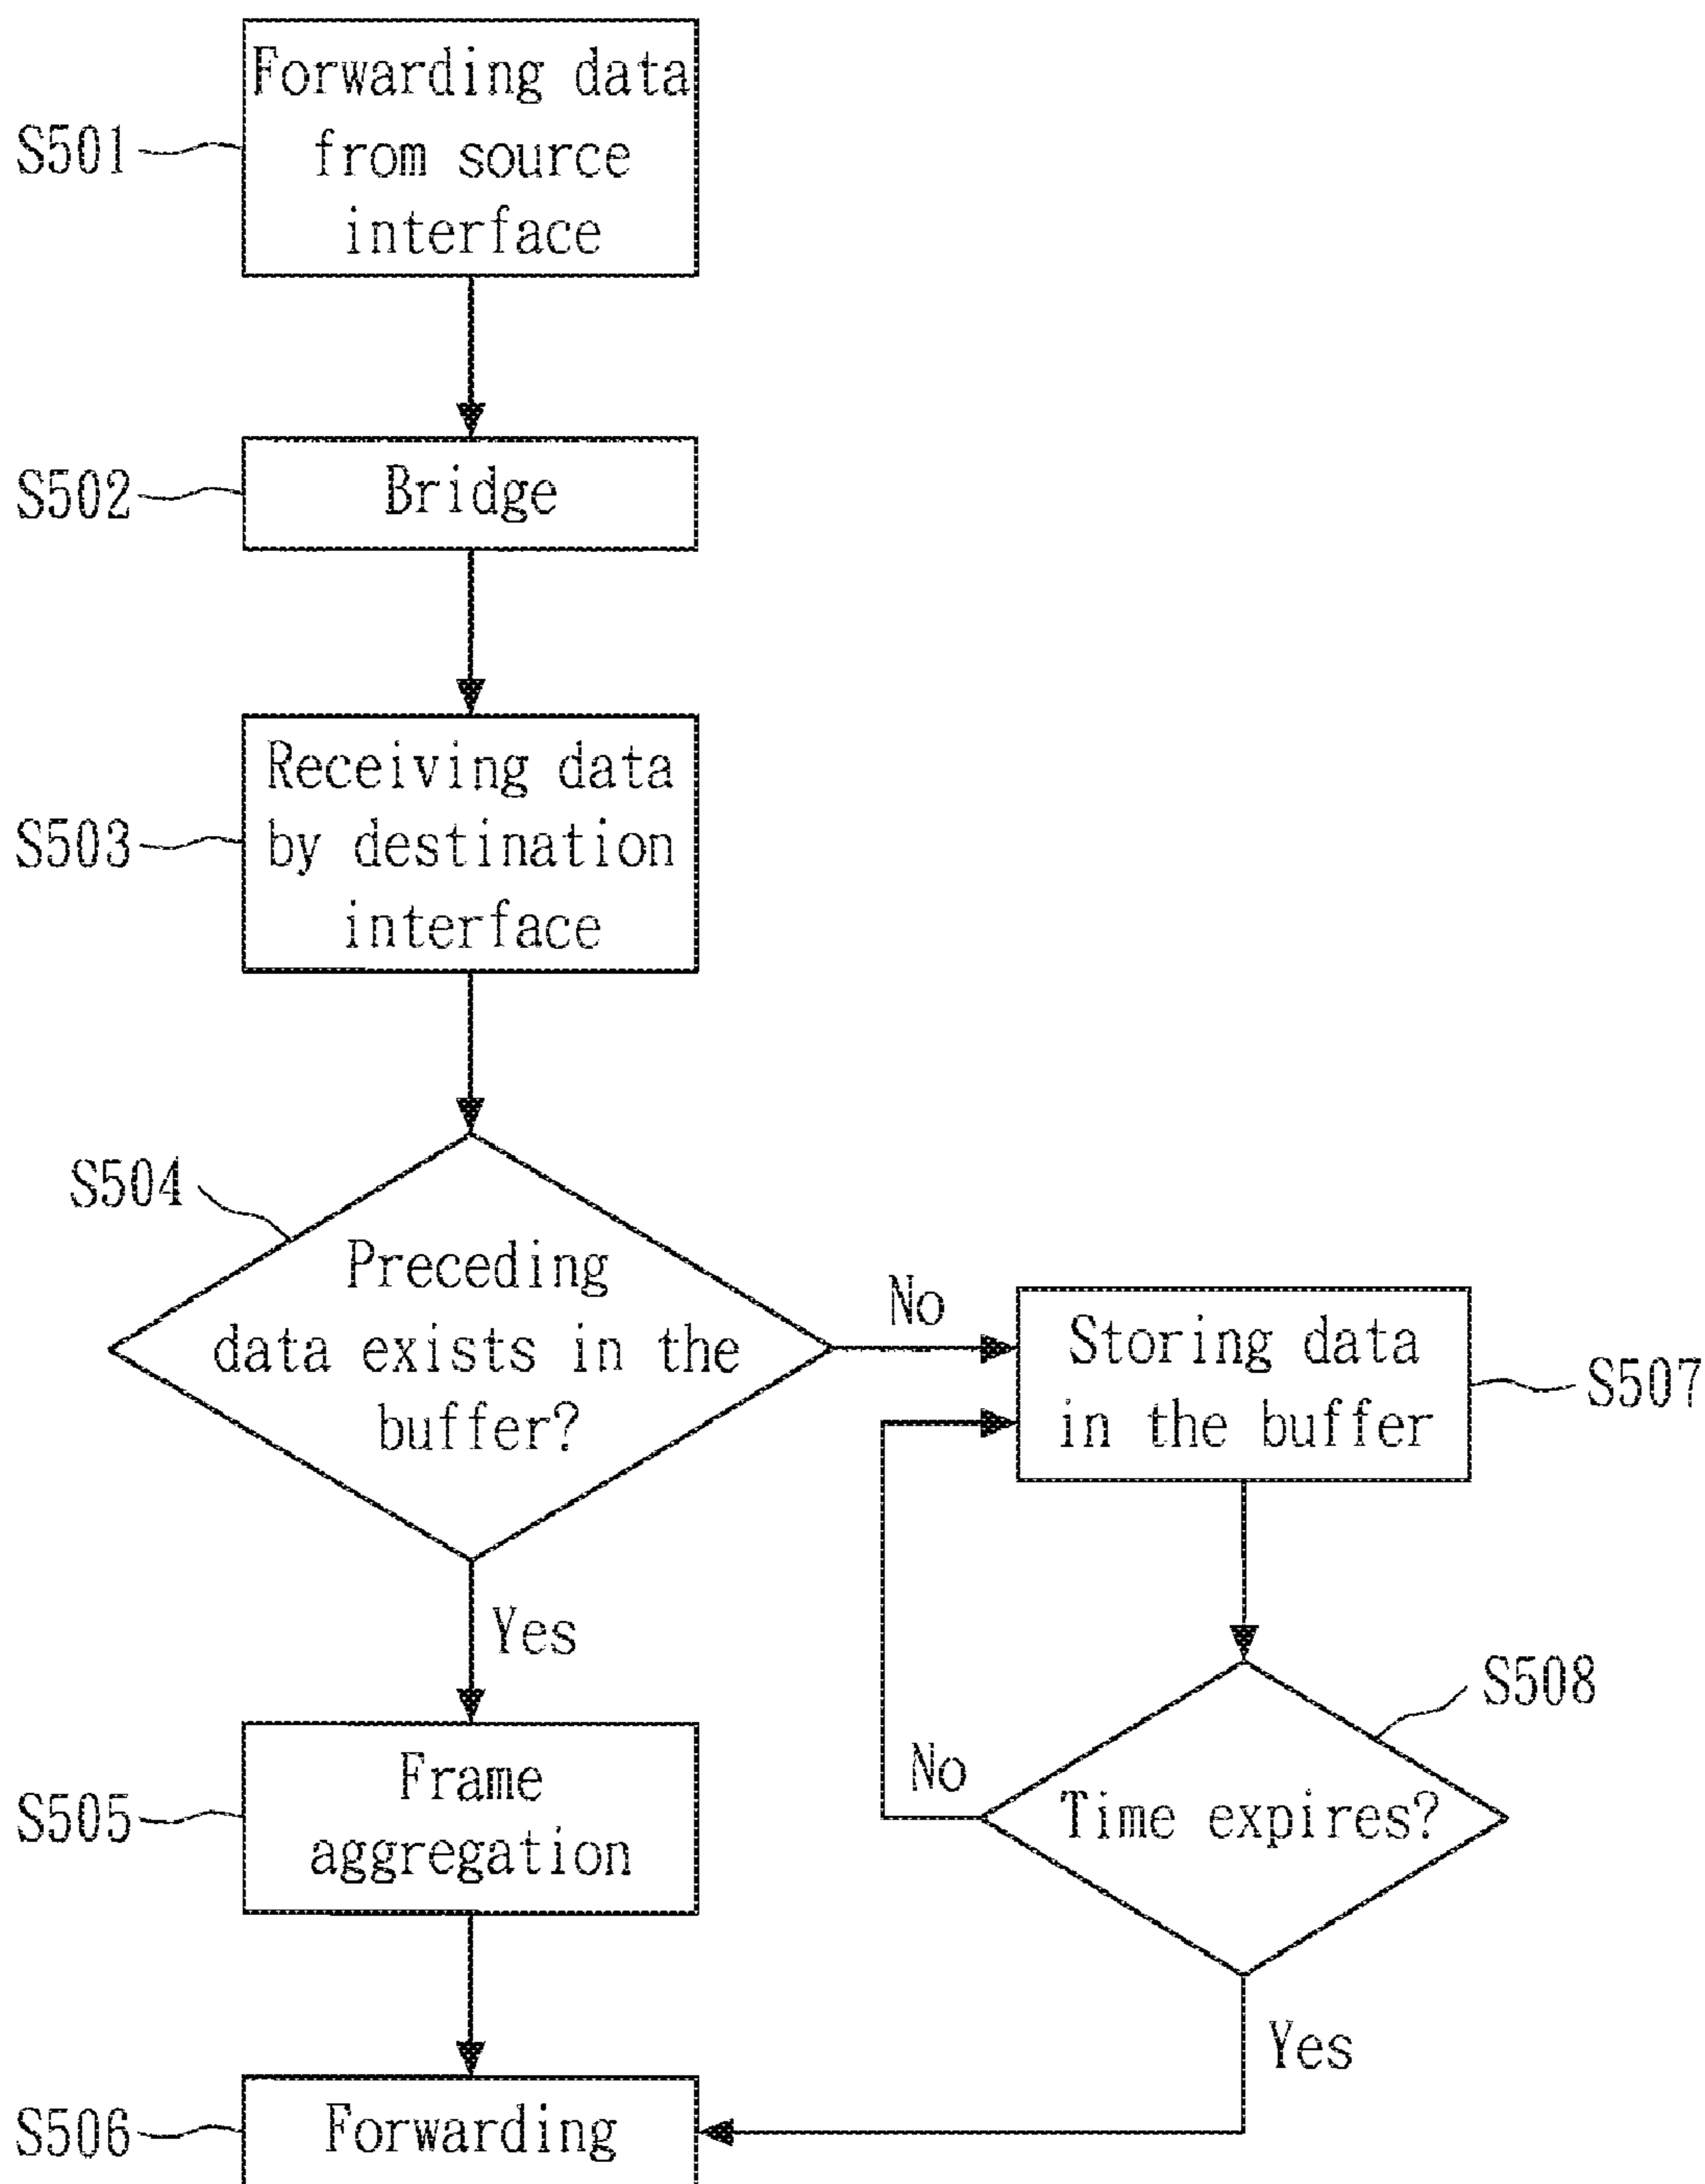 Forwarding data
from source
interface
S501
Bridge
S502
Receiving data
by destination
interface
S503
S504
Preceding
data exists in the
buffer?
No
Storing data
in the buffer
S507
Yes
S508
No
Time expires?
Frame
aggregation
S505
Yes
Forwarding
S506